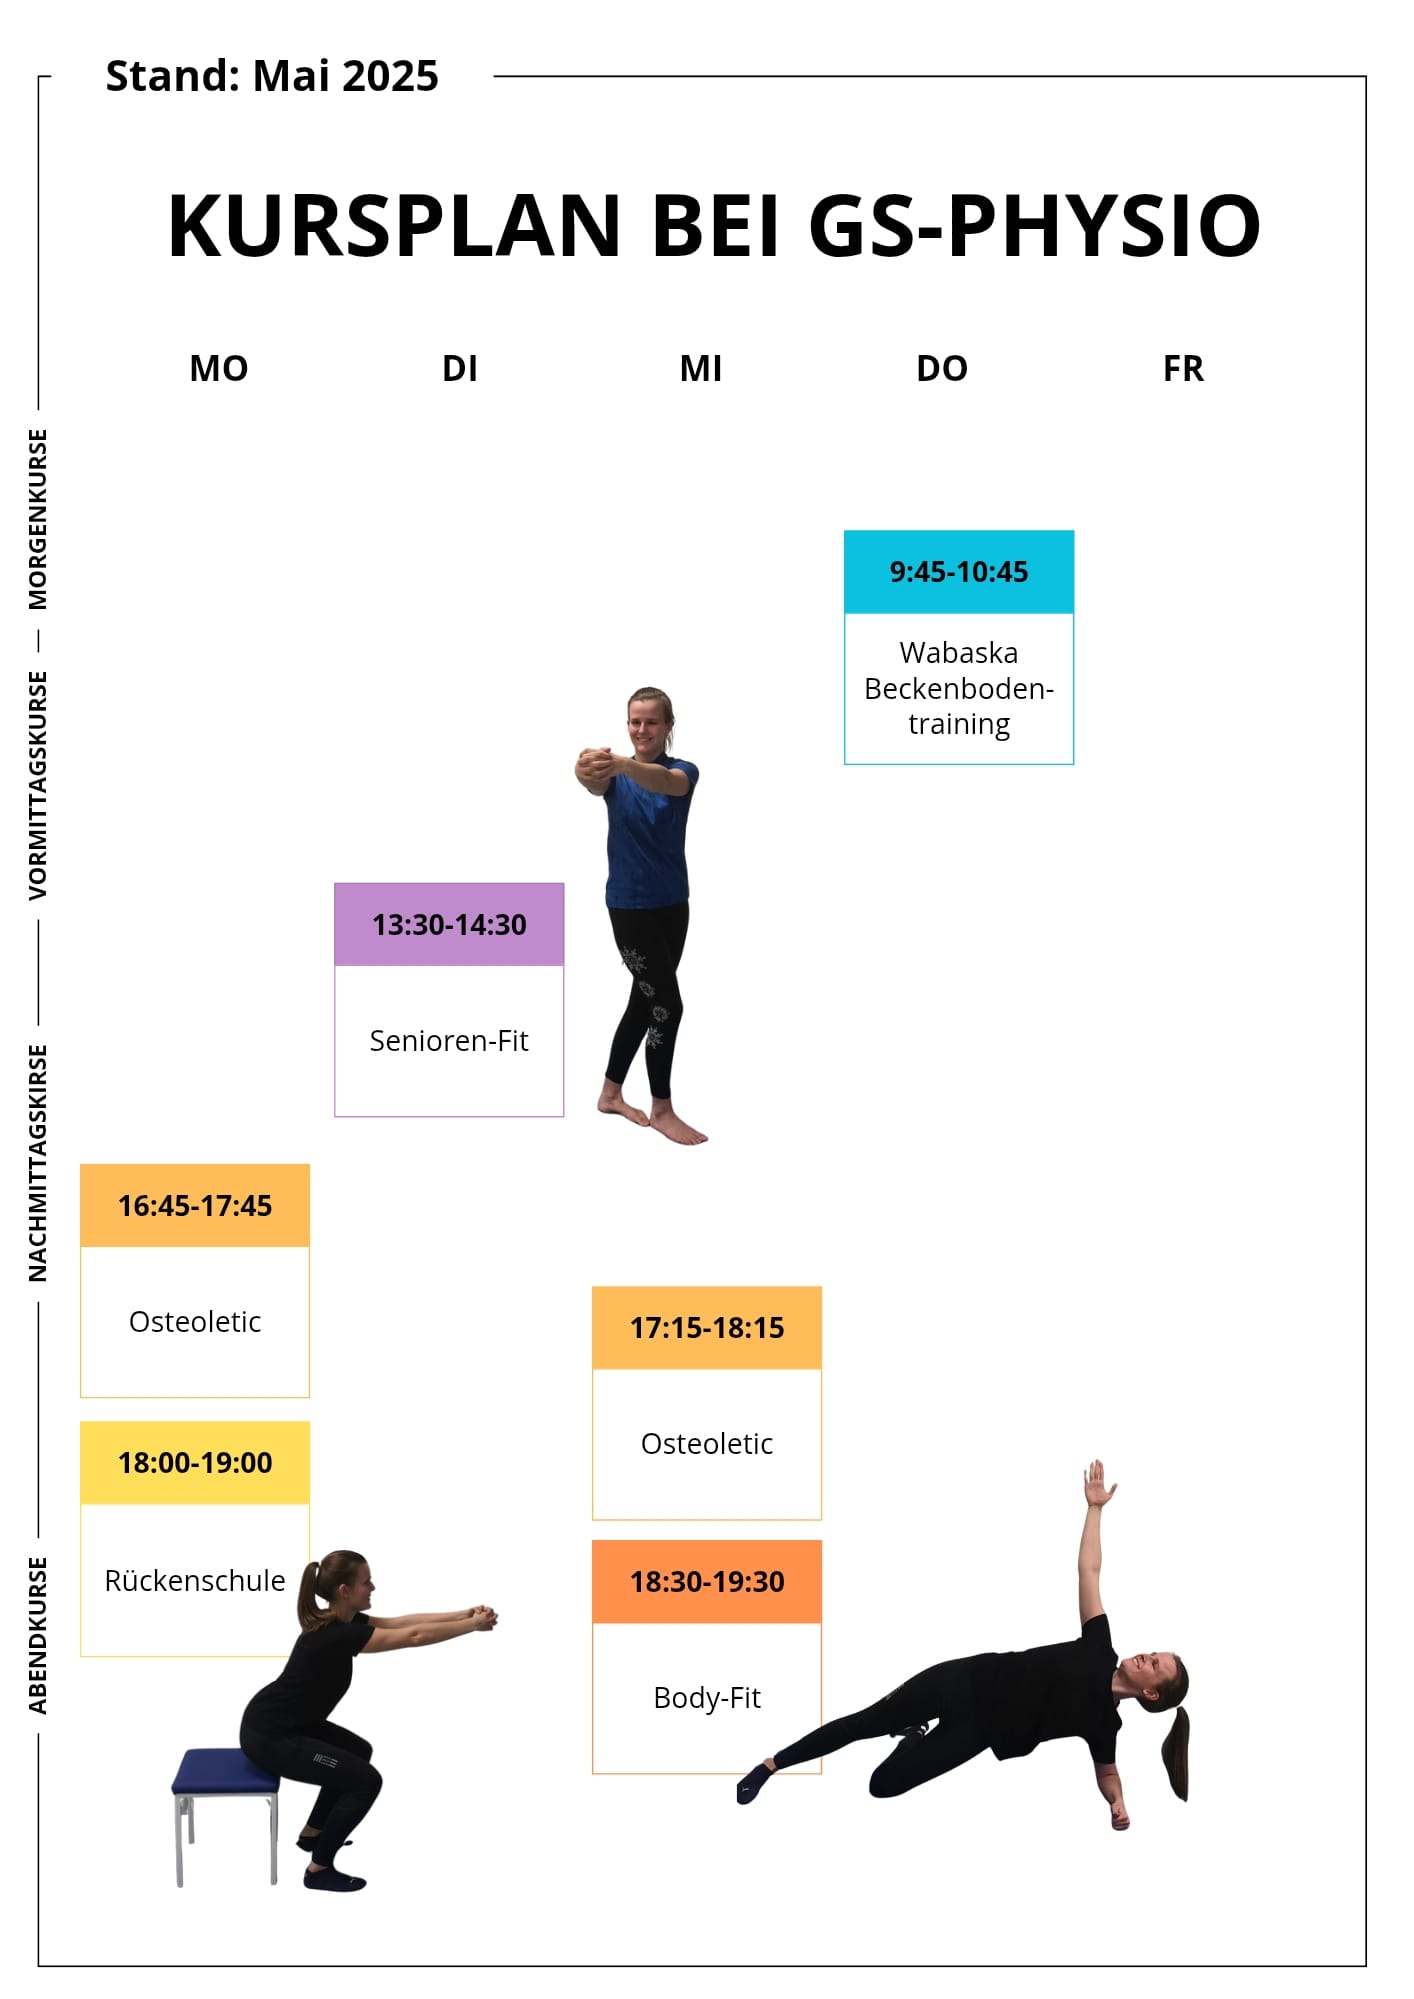 Stand: Mai 2025
KURSPLAN BEI GS-PHYSIO
MO DI MI DO FR
MORGENKURSE
9:45-10:45
Wabaska
Beckenboden-
training
VORMITTAGSKURSE
13:30-14:30
Senioren-Fit
NACHMITTAGSKIRSE
16:45-17:45
Osteoletic
17:15-18:15
Osteoletic
18:00-19:00
Rückenschule
ABENDKURSE
18:30-19:30
Body-Fit